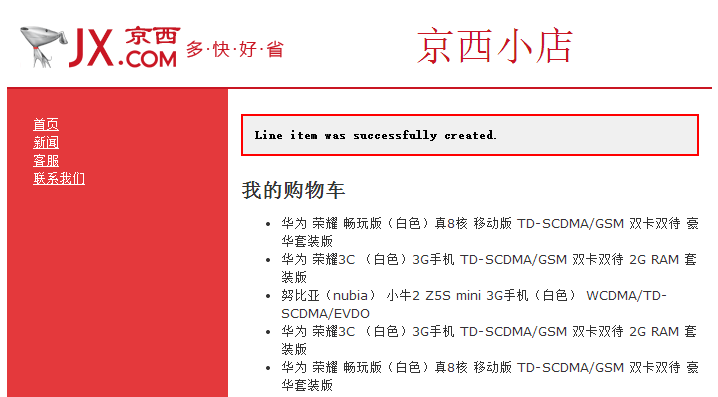 JX 京西
.COM
多·快·好·省
京西小店
首页
新闻
客服
联系我们
Line item was successfully created.
我的购物车
华为 荣耀 畅玩版（白色）真8核 移动版 TD-SCDMA/GSM 双卡双待 豪
华套装版
华为 荣耀3C （白色）3G手机 TD-SCDMA/GSM 双卡双待 2G RAM 套
装版
努比亚（nubia） 小牛2 Z5S mini 3G手机（白色） WCDMA/TD-
SCDMA/EVDO
华为 荣耀3C （白色）3G手机 TD-SCDMA/GSM 双卡双待 2G RAM 套
装版
华为 荣耀 畅玩版（白色）真8核 移动版 TD-SCDMA/GSM 双卡双待 豪
华套装版